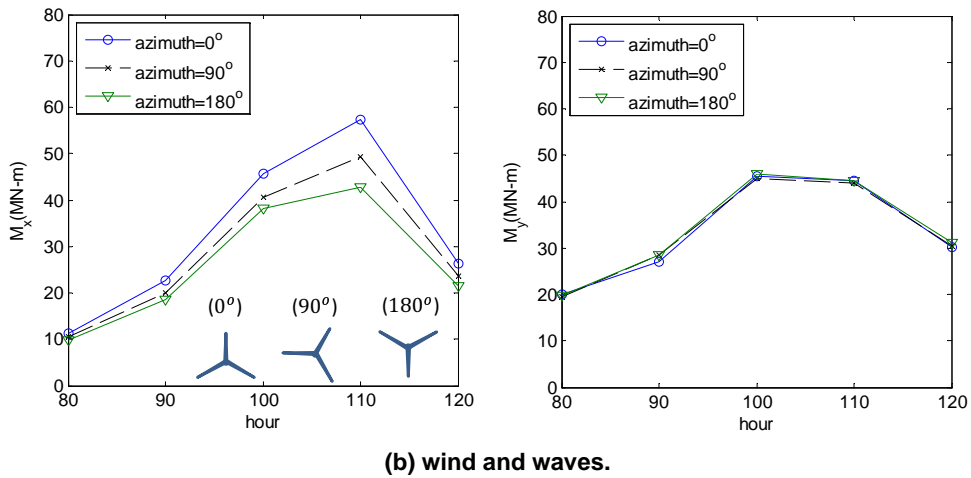 80
70
60
50
40
30
20
10
0
M_x(MN-m)
azimuth=0°
azimuth=90°
azimuth=180°
(0°) (90°) (180°)
80 90 100 110 120
hour
80
70
60
50
40
30
20
10
0
M_y(MN-m)
azimuth=0°
azimuth=90°
azimuth=180°
80 90 100 110 120
hour
(b) wind and waves.